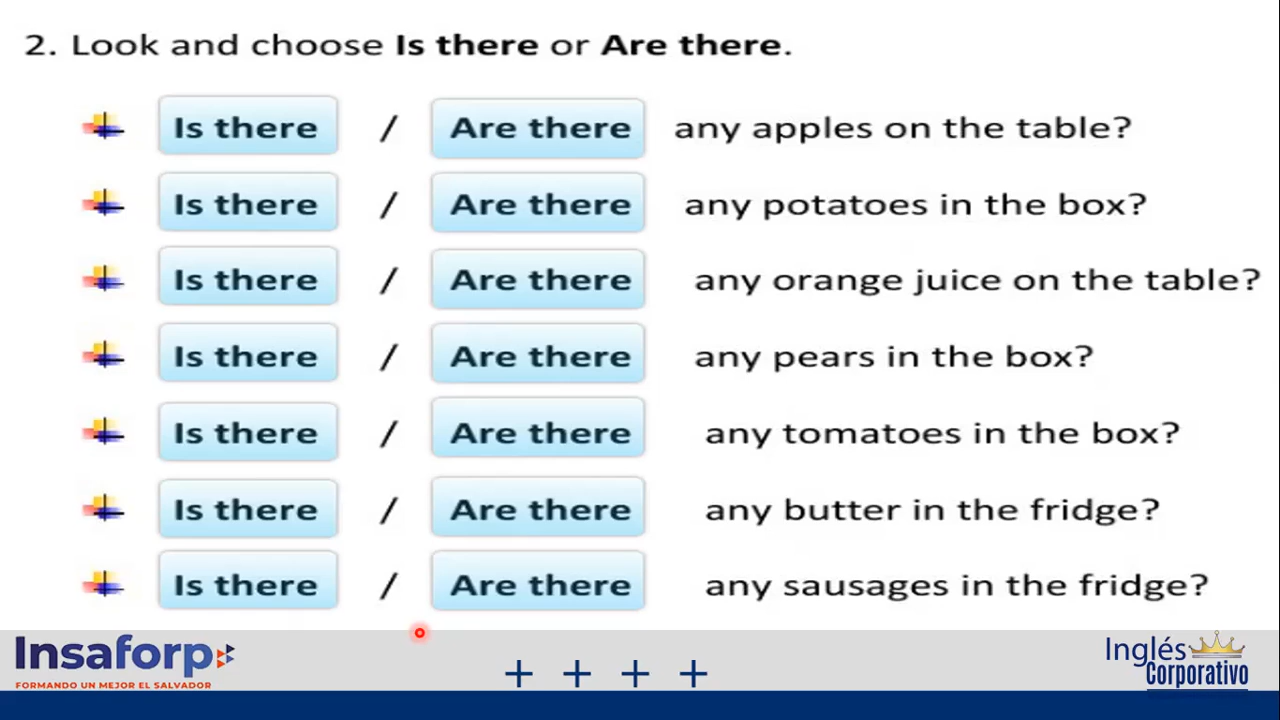 2. Look and choose Is there or Are there.
Is there / Are there any apples on the table?
Is there / Are there any potatoes in the box?
Is there / Are there any orange juice on the table?
Is there / Are there any pears in the box?
Is there / Are there any tomatoes in the box?
Is there / Are there any butter in the fridge?
Is there / Are there any sausages in the fridge?
Insaforp
FORMANDO UN MEJOR EL SALVADOR
Inglés
Corporativo